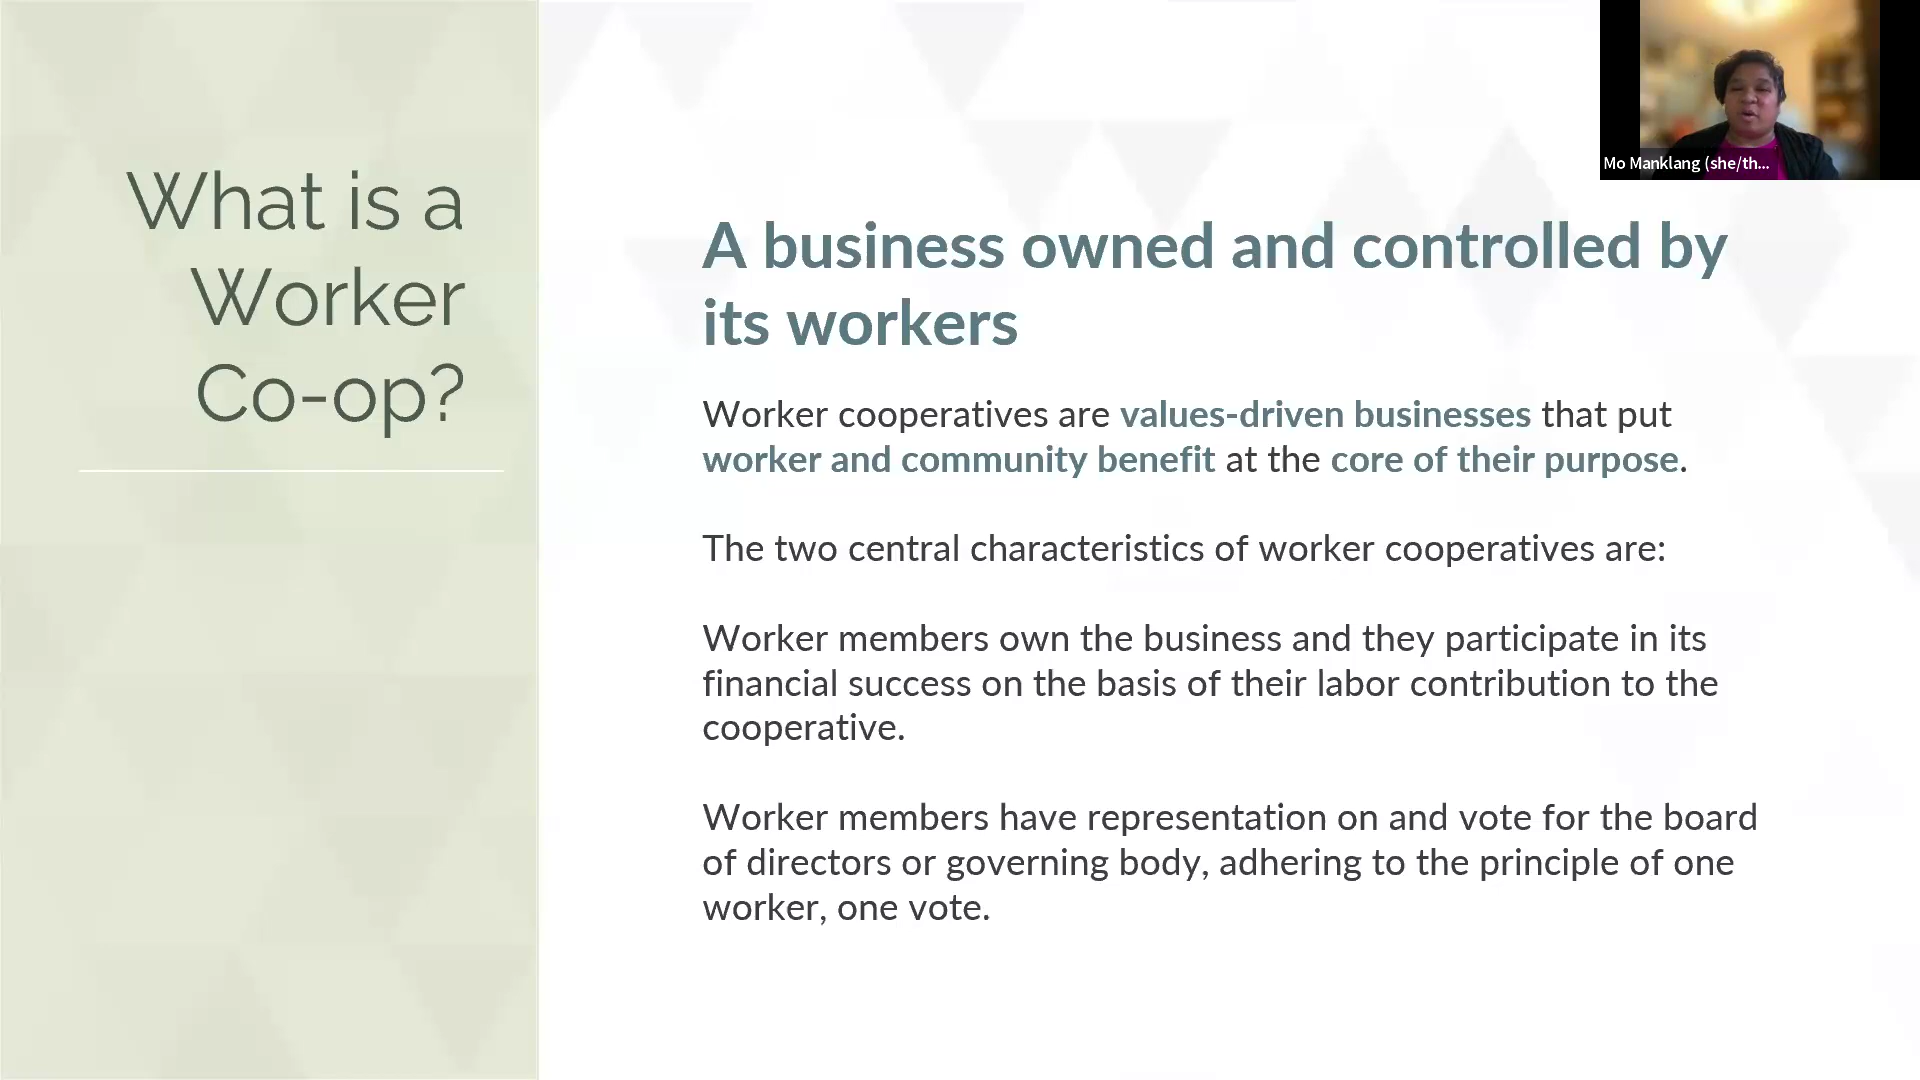 What is a
Worker
Co-op?
Mo Manklang (she/th...
A business owned and controlled by
its workers
Worker cooperatives are values-driven businesses that put
worker and community benefit at the core of their purpose.
The two central characteristics of worker cooperatives are:
Worker members own the business and they participate in its
financial success on the basis of their labor contribution to the
cooperative.
Worker members have representation on and vote for the board
of directors or governing body, adhering to the principle of one
worker, one vote.